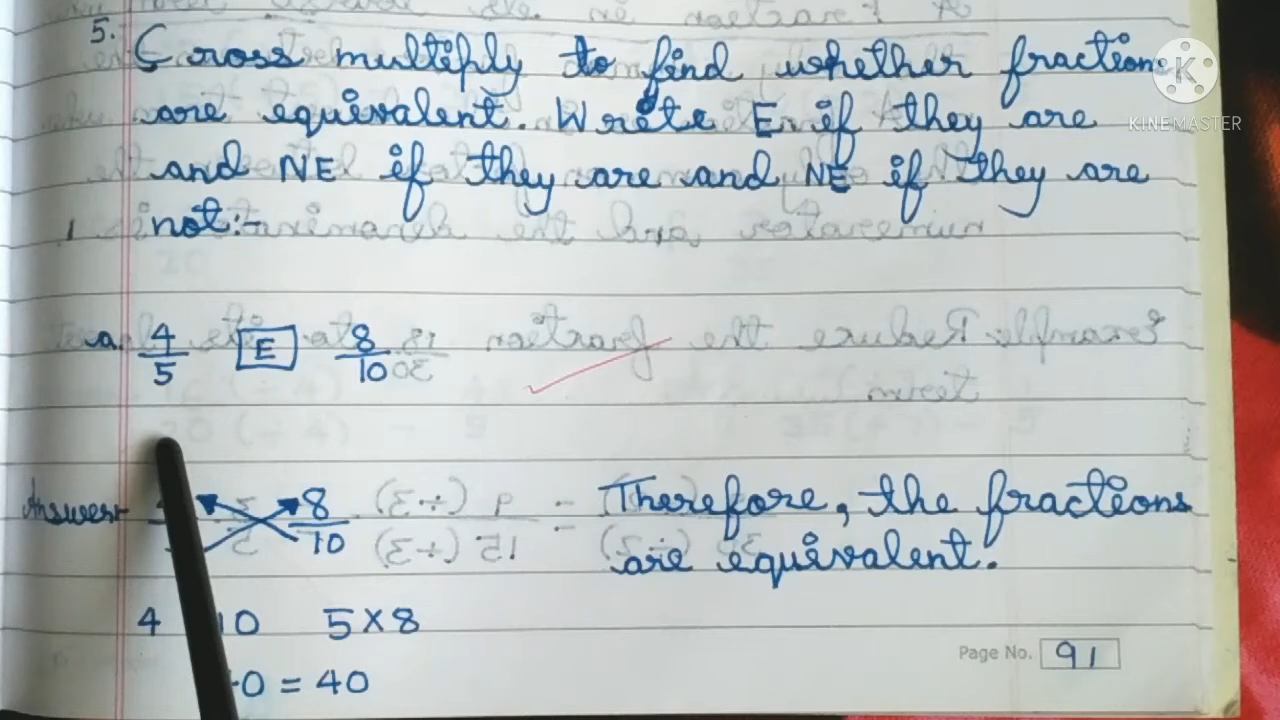 5.
Cross multiply to find whether fractions
are equivalent. Write E if they are
and NE if they are and NE if they are
not:-
a. 4/5 E 8/10
Answer 8/10 Therefore, the fractions
are equivalent.
4 10 5×8
0 = 40
Page No. 91
K
KINEMASTER